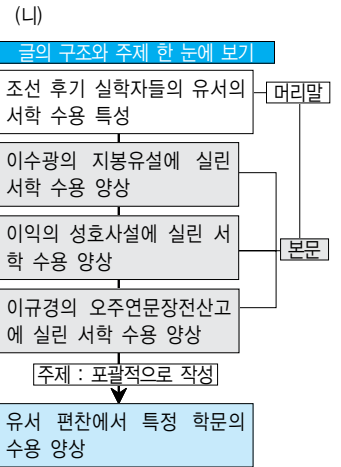 (니)
글의 구조와 주제 한 눈에 보기
조선 후기 실학자들의 유서의
서학 수용 특성
머리말
이수광의 지봉유설에 실린
서학 수용 양상
이익의 성호사설에 실린 서
학 수용 양상
본문
이규경의 오주연문장전산고
에 실린 서학 수용 양상
주제 : 포괄적으로 작성
유서 편찬에서 특정 학문의
수용 양상